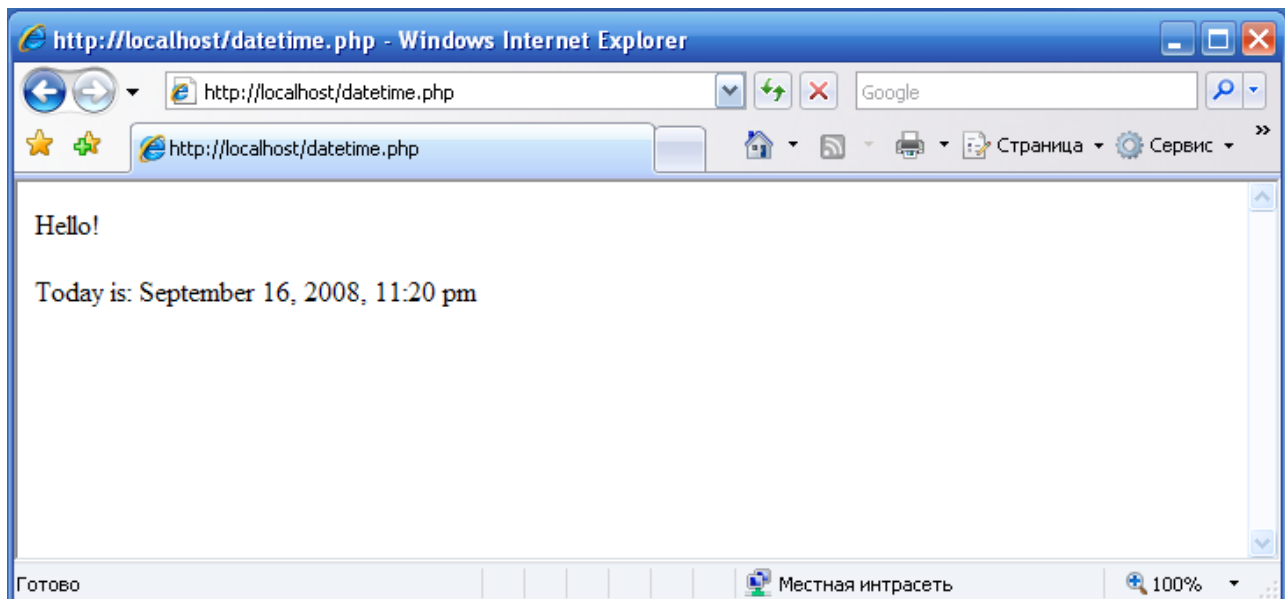 http://localhost/datetime.php - Windows Internet Explorer
http://localhost/datetime.php Google
http://localhost/datetime.php Страница Сервис »
Hello!
Today is: September 16, 2008, 11:20 pm
Готово Местная интрасеть 100%